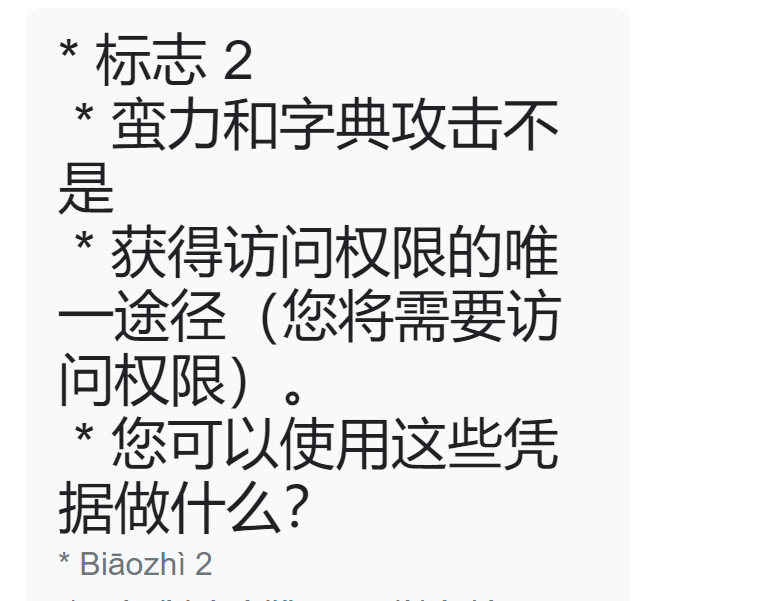 * 标志 2
* 蛮力和字典攻击不
是
* 获得访问权限的唯
一途径（您将需要访
问权限）。
* 您可以使用这些凭
据做什么？
* Biāozhì 2